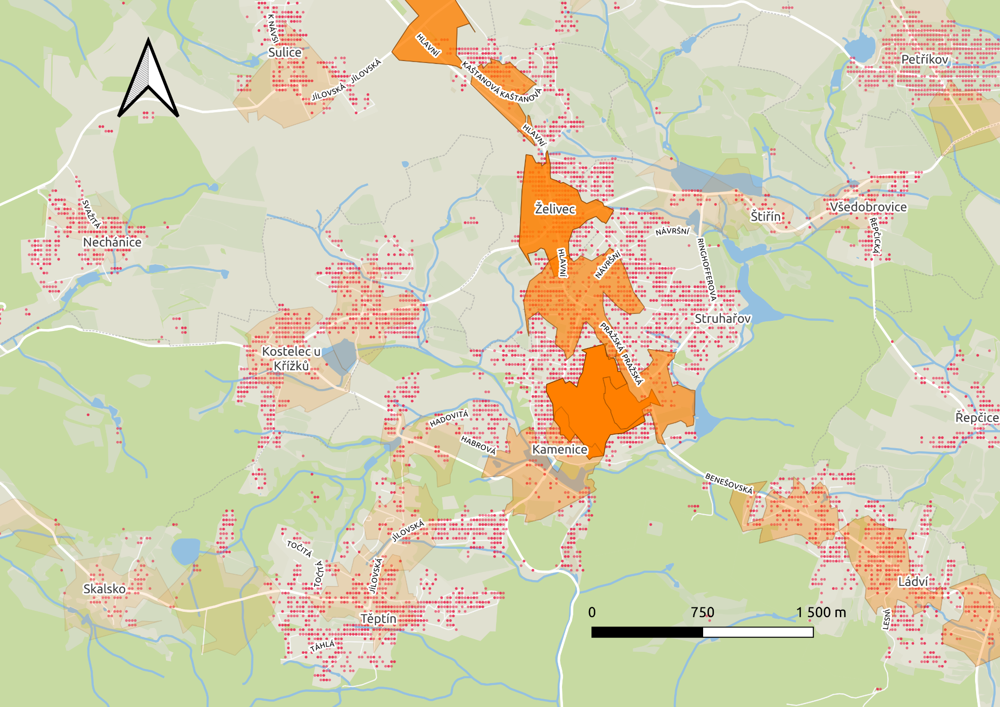 K NÁVSI
Sulice
JÍLOVSKÁ
JÍLOVSKÁ
HLAVNÍ
KAŠTANOVÁ
KAŠTANOVÁ
HLAVNÍ
Petříkov
Želivec
Štiřín
Všedobrovice
ŘEPČICKÁ
SVAŽITÁ
Nechánice
NÁVRŠNÍ
RINGHOFFEROVA
HLAVNÍ
NÁVRŠNÍ
Struhařov
PRAŽSKÁ
PRAŽSKÁ
Kostelec u
Křížků
HADOVITÁ
HABROVÁ
Kamenice
Řepčice
BENEŠOVSKÁ
JÍLOVSKÁ
TOČITÁ
TOČITÁ
JÍLOVSKÁ
Skalsko
Ládví
Těptín
LESNÍ
TÁHLÁ
0 750 1 500 m